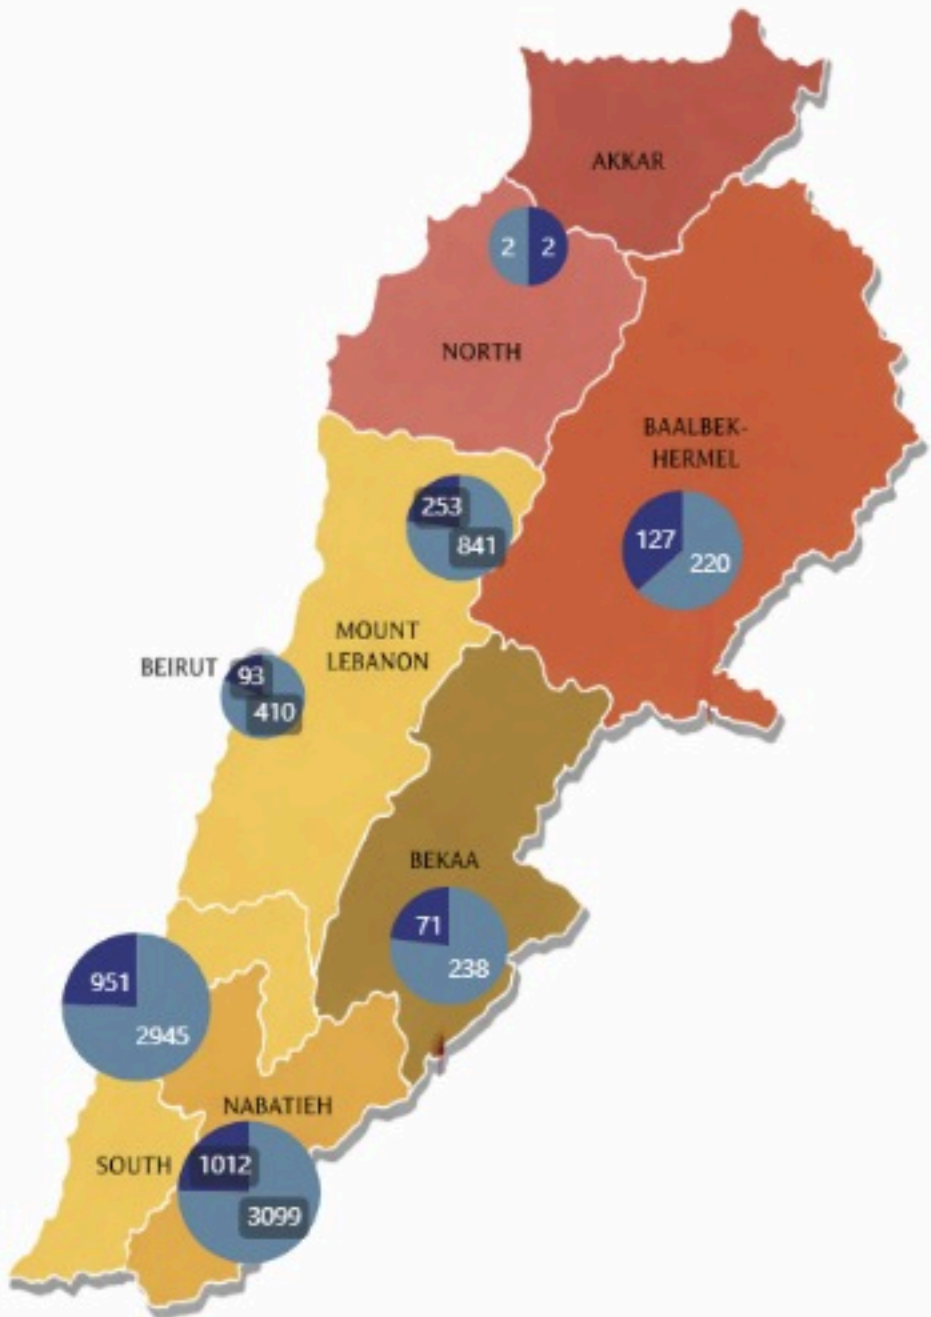 AKKAR
2 2
NORTH
BAALBEK-
HERMEL
253
841
127
220
MOUNT
LEBANON
BEIRUT
93
410
BEKAA
71
238
951
2945
NABATIEH
SOUTH
1012
3099